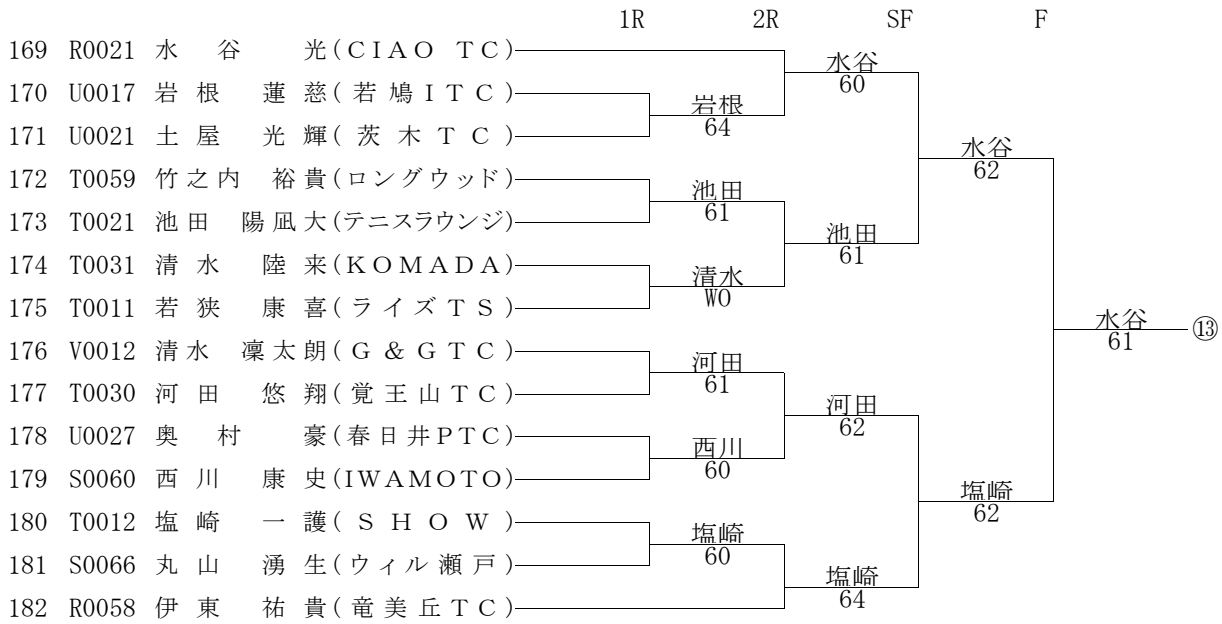 1R 2R SF F
169 R0021 水谷 光(CIAO TC)
水谷
60
170 U0017 岩根 蓮慈(若鳩ITC)
岩根
64
171 U0021 土屋 光輝(茨木TC)
水谷
62
172 T0059 竹之内 裕貴(ロングウッド)
池田
61
173 T0021 池田 陽凪大(テニスラウンジ)
池田
61
174 T0031 清水 陸来(KOMADA)
清水
WO
175 T0011 若狭 康喜(ライズTS)
水谷
61
⑬
176 V0012 清水 凜太朗(G&GTC)
河田
61
177 T0030 河田 悠翔(覚王山TC)
河田
62
178 U0027 奥村 豪(春日井PTC)
西川
60
179 S0060 西川 康史(IWAMOTO)
塩崎
62
180 T0012 塩崎 一護(SHOW)
塩崎
60
181 S0066 丸山 湧生(ウィル瀬戸)
塩崎
64
182 R0058 伊東 祐貴(竜美丘TC)